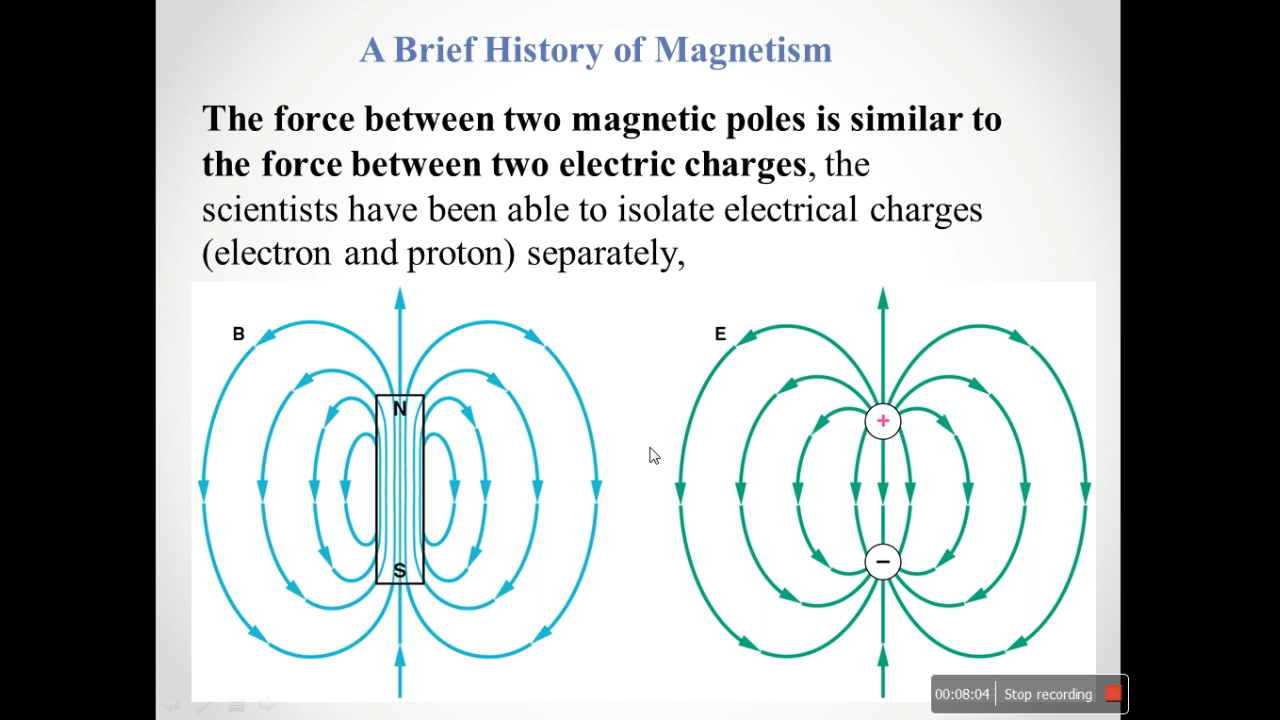 A Brief History of Magnetism
The force between two magnetic poles is similar to
the force between two electric charges, the
scientists have been able to isolate electrical charges
(electron and proton) separately,
B
E
N
+
S
−
00:08:04 Stop recording